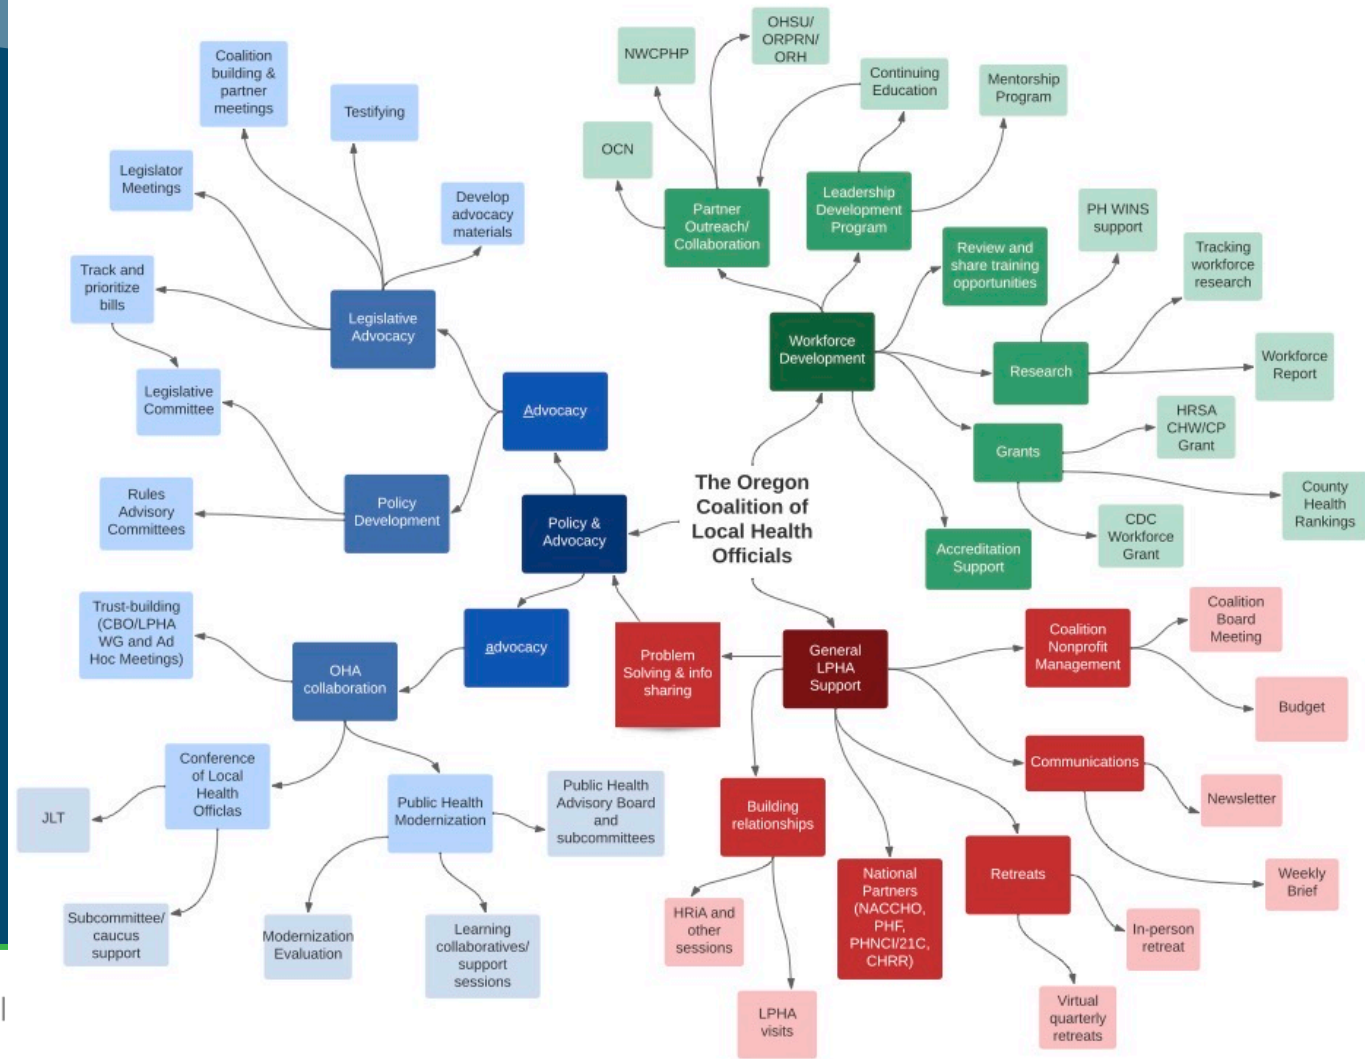 Coalition
building &
partner
meetings
Testifying
Legislator
Meetings
Develop
advocacy
materials
Track and
prioritize
bills
Legislative
Advocacy
Legislative
Committee
Advocacy
Rules
Advisory
Committees
Policy
Development
Policy &
Advocacy
Trust-building
(CBO/LPHA
WG and Ad
Hoc Meetings)
OHA
collaboration
advocacy
Conference
of Local
Health
Officlas
JLT
Public Health
Modernization
Public Health
Advisory Board
and
subcommittees
Subcommittee/
caucus
support
Modernization
Evaluation
Learning
collaboratives/
support
sessions
The Oregon
Coalition of
Local Health
Officials
NWCPHP
OHSU/
ORPRN/
ORH
Continuing
Education
Mentorship
Program
OCN
Partner
Outreach/
Collaboration
Leadership
Development
Program
Review and
share training
opportunities
PH WINS
support
Tracking
workforce
research
Workforce
Development
Research
Workforce
Report
Grants
HRSA
CHW/CP
Grant
County
Health
Rankings
CDC
Workforce
Grant
Accreditation
Support
Problem
Solving & info
sharing
General
LPHA
Support
Coalition
Nonprofit
Management
Coalition
Board
Meeting
Budget
Communications
Newsletter
Weekly
Brief
Building
relationships
National
Partners
(NACCHO,
PHF,
PHNCI/21C,
CHRR)
Retreats
HRiA and
other
sessions
LPHA
visits
In-person
retreat
Virtual
quarterly
retreats